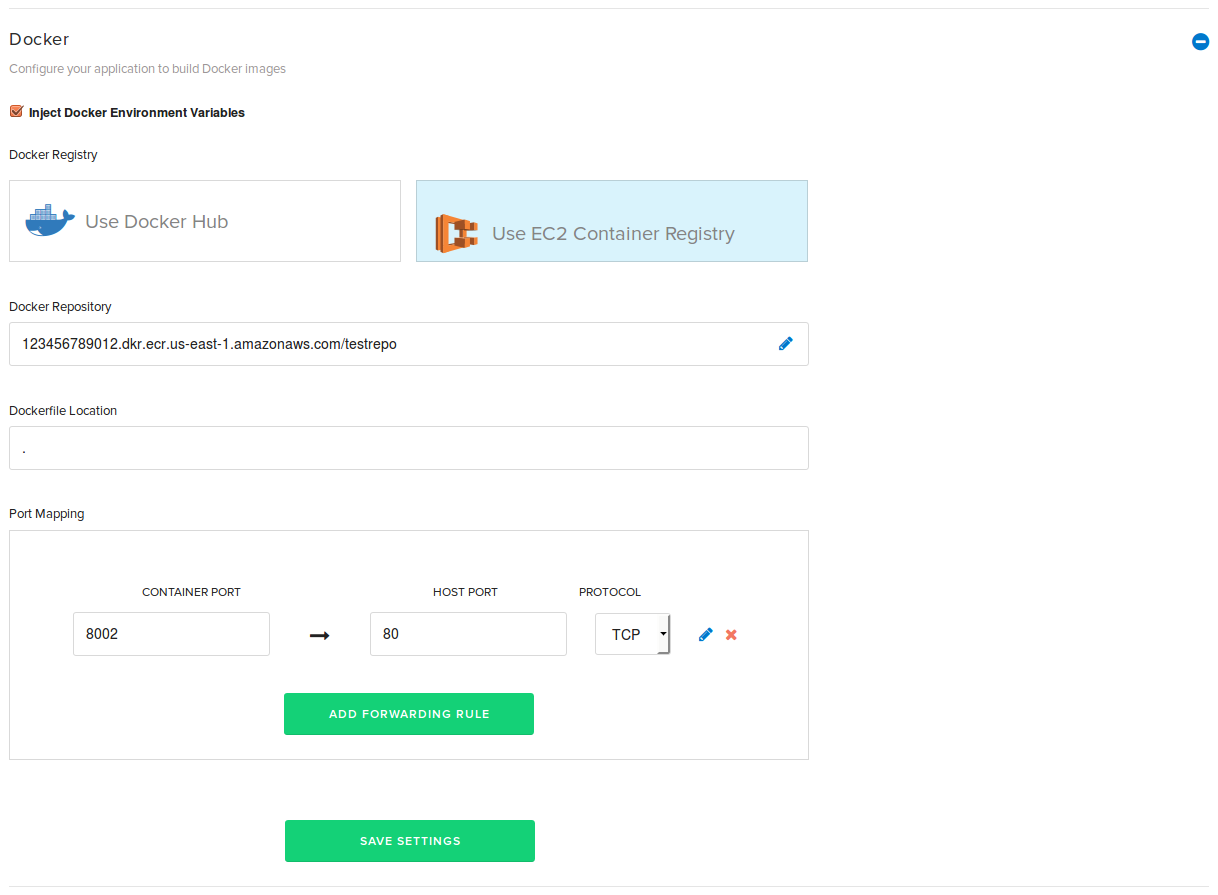 Docker
Configure your application to build Docker images
Inject Docker Environment Variables
Docker Registry
Use Docker Hub
Use EC2 Container Registry
Docker Repository
123456789012.dkr.ecr.us-east-1.amazonaws.com/testrepo
Dockerfile Location
.
Port Mapping
CONTAINER PORT HOST PORT PROTOCOL
8002 80 TCP
ADD FORWARDING RULE
SAVE SETTINGS